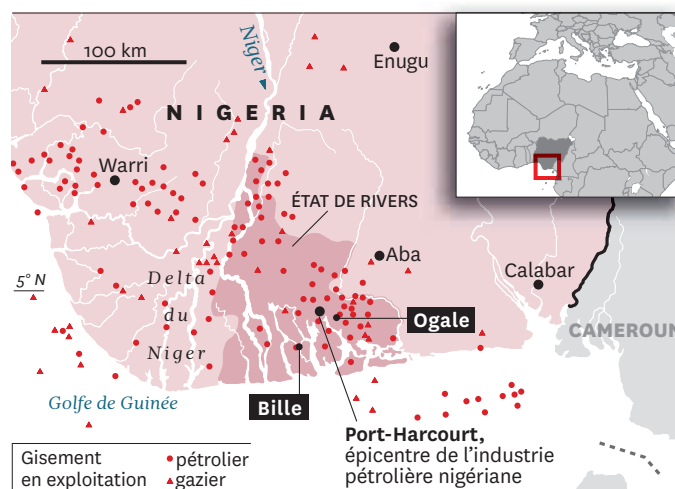 100 km
Niger
Enugu
NIGERIA
Warri
ÉTAT DE RIVERS
Aba
5° N
Delta
du
Niger
Calabar
Ogale
CAMEROUN
Golfe de Guinée
Bille
Port-Harcourt,
épicentre de l'industrie
pétrolière nigériane
Gisement
en exploitation
pétrolier
gazier